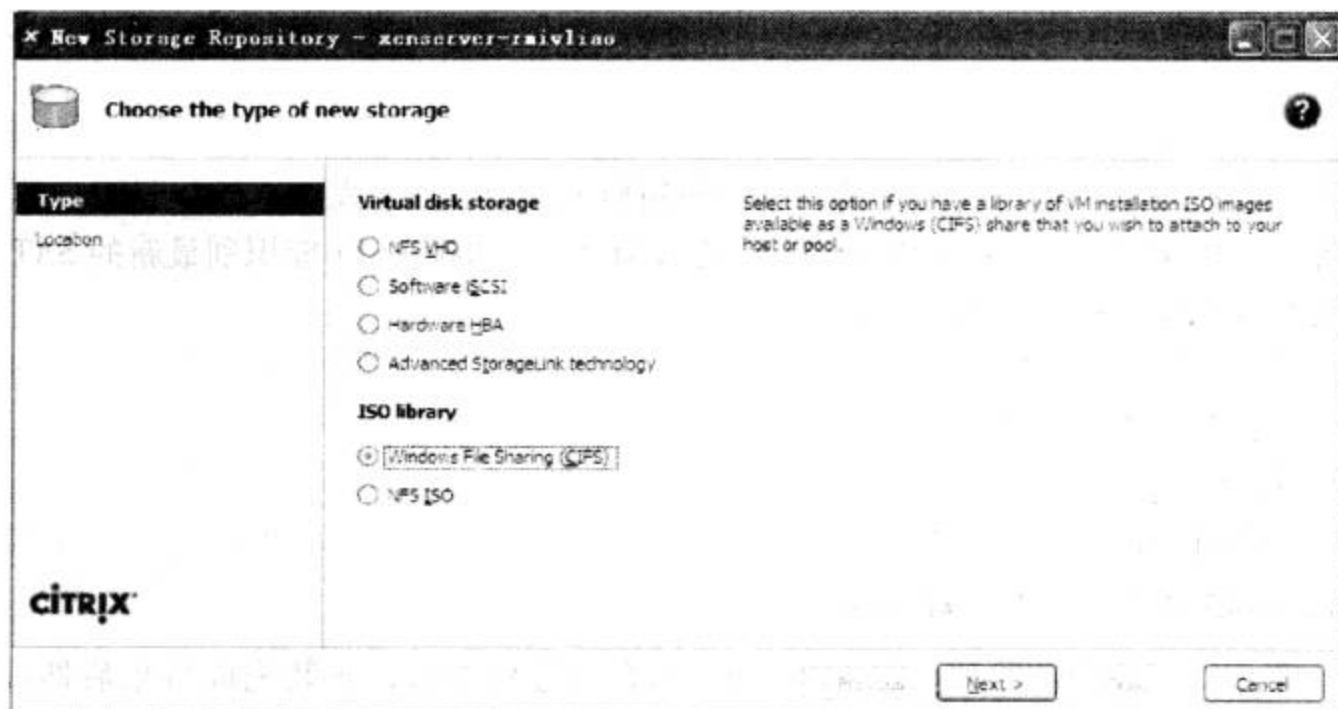 New Storage Repository - xenserver-rmivliao
Choose the type of new storage
?
Type
Location
Virtual disk storage
NFS VHD
Software iSCSI
Hardware HBA
Advanced StorageLink technology
ISO library
Windows File Sharing (CIFS)
NFS ISO
Select this option if you have a library of VM installation ISO images
available as a Windows (CIFS) share that you wish to attach to your
host or pool.
CİTRIX
Next >
Cancel